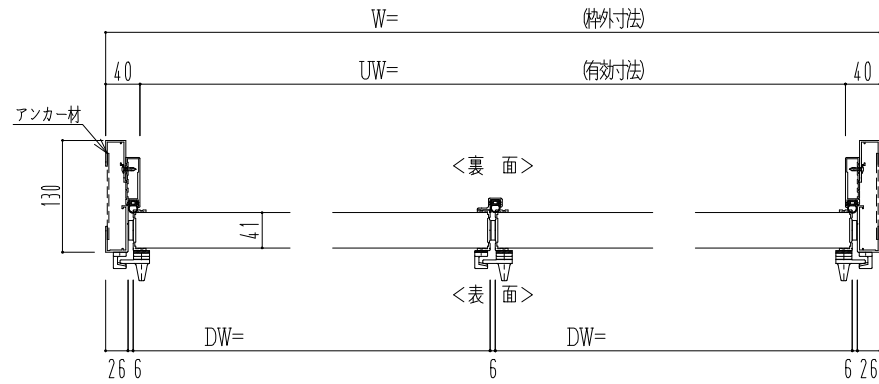 W= (枠外寸法)
40 UW= (有効寸法) 40
アンカー材
<裏 面>
130
41
<表 面>
DW= DW=
26 6 6 6 26